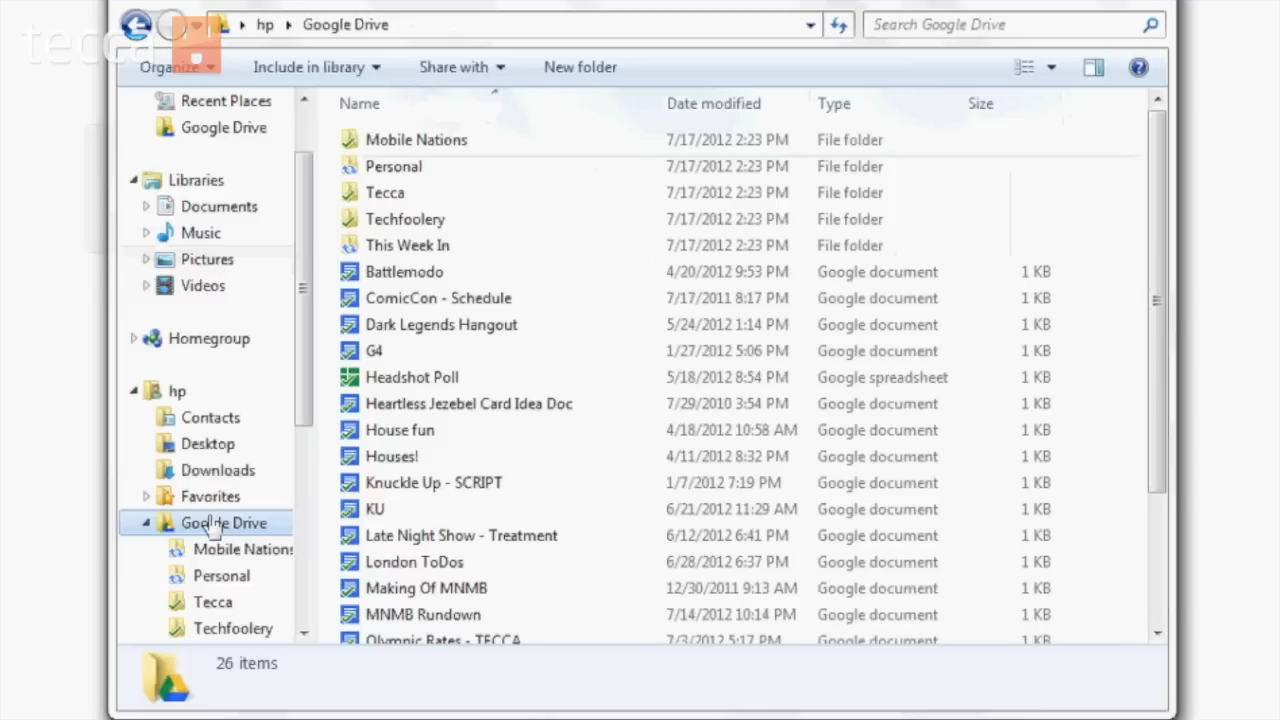 tecca
hp Google Drive Search Google Drive
Organize Include in library Share with New folder
Recent Places
Google Drive
Libraries
Documents
Music
Pictures
Videos
Homegroup
hp
Contacts
Desktop
Downloads
Favorites
Google Drive
Mobile Nations
Personal
Tecca
Techfoolery
Name Date modified Type Size
Mobile Nations 7/17/2012 2:23 PM File folder
Personal 7/17/2012 2:23 PM File folder
Tecca 7/17/2012 2:23 PM File folder
Techfoolery 7/17/2012 2:23 PM File folder
This Week In 7/17/2012 2:23 PM File folder
Battlemodo 4/20/2012 9:53 PM Google document 1 KB
ComicCon - Schedule 7/17/2011 8:17 PM Google document 1 KB
Dark Legends Hangout 5/24/2012 1:14 PM Google document 1 KB
G4 1/27/2012 5:06 PM Google document 1 KB
Headshot Poll 5/18/2012 8:54 PM Google spreadsheet 1 KB
Heartless Jezebel Card Idea Doc 7/29/2010 3:54 PM Google document 1 KB
House fun 4/18/2012 10:58 AM Google document 1 KB
Houses! 4/11/2012 8:32 PM Google document 1 KB
Knuckle Up - SCRIPT 1/7/2012 7:19 PM Google document 1 KB
KU 6/21/2012 11:29 AM Google document 1 KB
Late Night Show - Treatment 6/12/2012 6:41 PM Google document 1 KB
London ToDos 6/28/2012 6:37 PM Google document 1 KB
Making Of MNMB 12/30/2011 9:13 AM Google document 1 KB
MNMB Rundown 7/14/2012 10:14 PM Google document 1 KB
Olympic Rates - TECCA 7/3/2012 5:17 PM Google document 1 KB
26 items